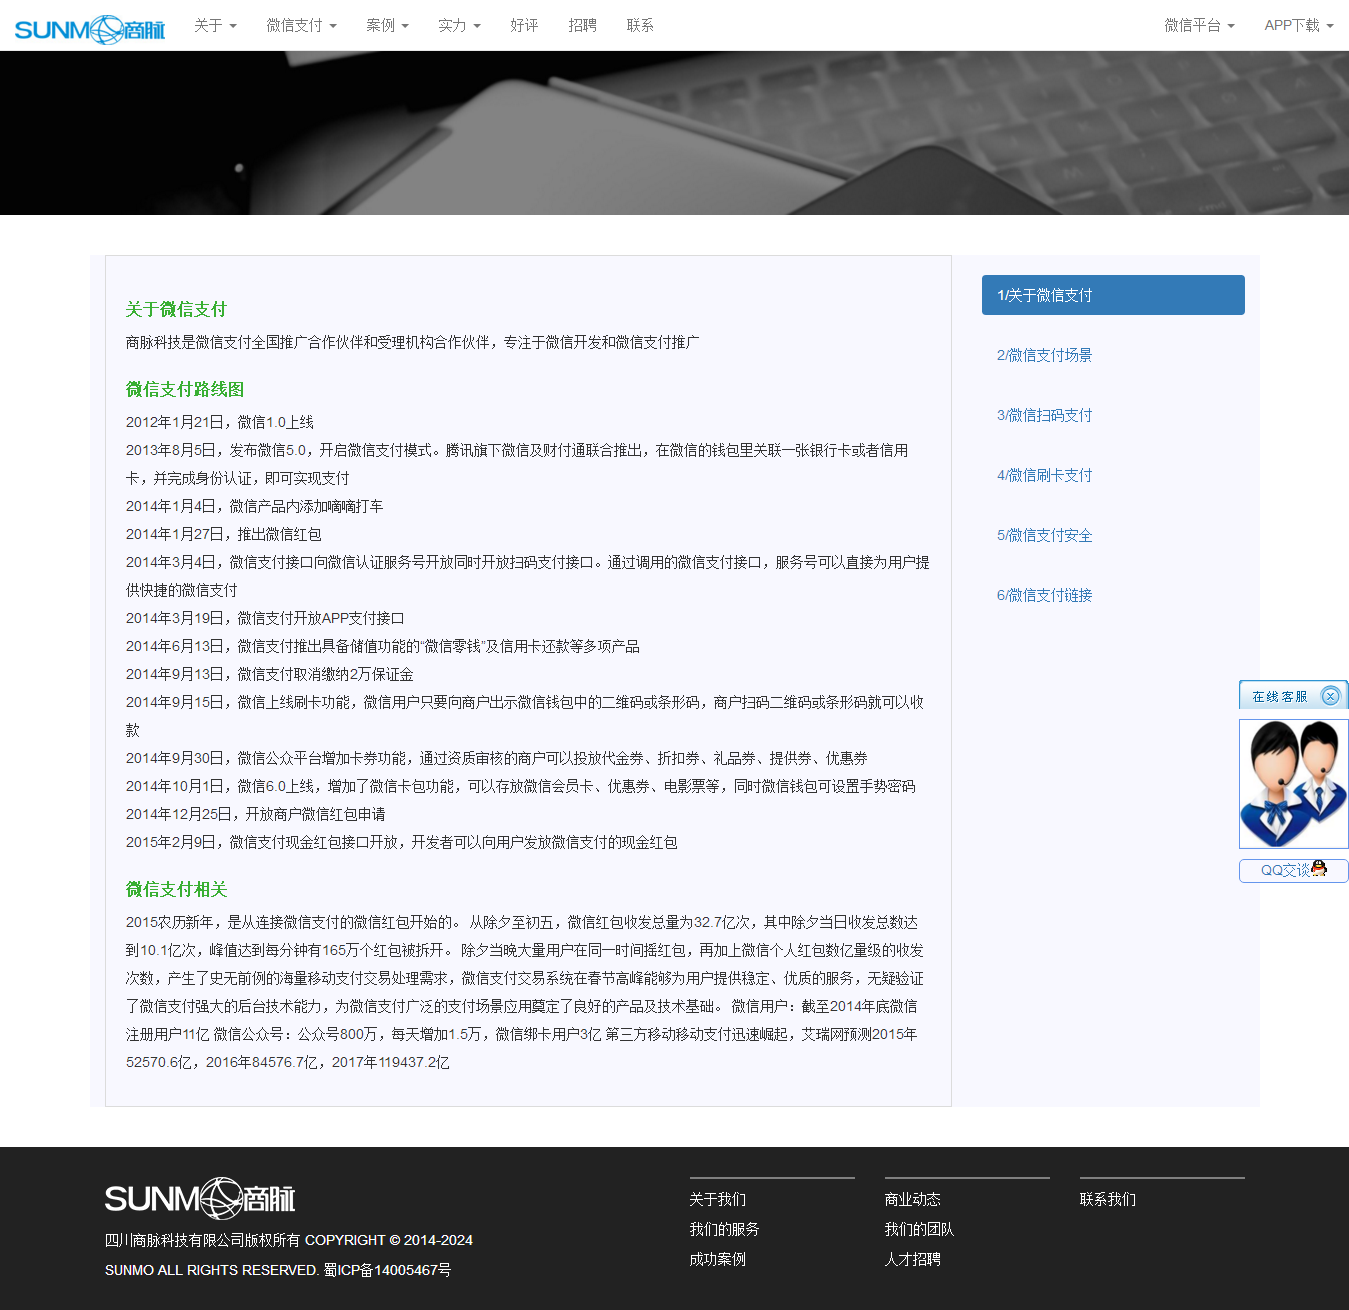 SUNMO商脉 关于 微信支付 案例 实力 好评 招聘 联系 微信平台 APP下载
关于微信支付
商脉科技是微信支付全国推广合作伙伴和受理机构合作伙伴，专注于微信开发和微信支付推广
微信支付路线图
2012年1月21日，微信1.0上线
2013年8月5日，发布微信5.0，开启微信支付模式。腾讯旗下微信及财付通联合推出，在微信的钱包里关联一张银行卡或者信用
卡，并完成身份认证，即可实现支付
2014年1月4日，微信产品内添加嘀嘀打车
2014年1月27日，推出微信红包
2014年3月4日，微信支付接口向微信认证服务号开放同时开放扫码支付接口。通过调用的微信支付接口，服务号可以直接为用户提
供快捷的微信支付
2014年3月19日，微信支付开放APP支付接口
2014年6月13日，微信支付推出具备储值功能的“微信零钱”及信用卡还款等多项产品
2014年9月13日，微信支付取消缴纳2万保证金
2014年9月15日，微信上线刷卡功能，微信用户只要向商户出示微信钱包中的二维码或条形码，商户扫码二维码或条形码就可以收
款
2014年9月30日，微信公众平台增加卡券功能，通过资质审核的商户可以投放代金券、折扣券、礼品券、提供券、优惠券
2014年10月1日，微信6.0上线，增加了微信卡包功能，可以存放微信会员卡、优惠券、电影票等，同时微信钱包可设置手势密码
2014年12月25日，开放商户微信红包申请
2015年2月9日，微信支付现金红包接口开放，开发者可以向用户发放微信支付的现金红包
微信支付相关
2015农历新年，是从连接微信支付的微信红包开始的。 从除夕至初五，微信红包收发总量为32.7亿次，其中除夕当日收发总数达
到10.1亿次，峰值达到每分钟有165万个红包被拆开。 除夕当晚大量用户在同一时间摇红包，再加上微信个人红包数亿量级的收发
次数，产生了史无前例的海量移动支付交易处理需求，微信支付交易系统在春节高峰能够为用户提供稳定、优质的服务，无疑验证
了微信支付强大的后台技术能力，为微信支付广泛的支付场景应用奠定了良好的产品及技术基础。 微信用户：截至2014年底微信
注册用户11亿 微信公众号：公众号800万，每天增加1.5万，微信绑卡用户3亿 第三方移动移动支付迅速崛起，艾瑞网预测2015年
52570.6亿，2016年84576.7亿，2017年119437.2亿
1/关于微信支付
2/微信支付场景
3/微信扫码支付
4/微信刷卡支付
5/微信支付安全
6/微信支付链接
在线客服
QQ交谈
SUNMO商脉
四川商脉科技有限公司版权所有 COPYRIGHT © 2014-2024
SUNMO ALL RIGHTS RESERVED. 蜀ICP备14005467号
关于我们
我们的服务
成功案例
商业动态
我们的团队
人才招聘
联系我们